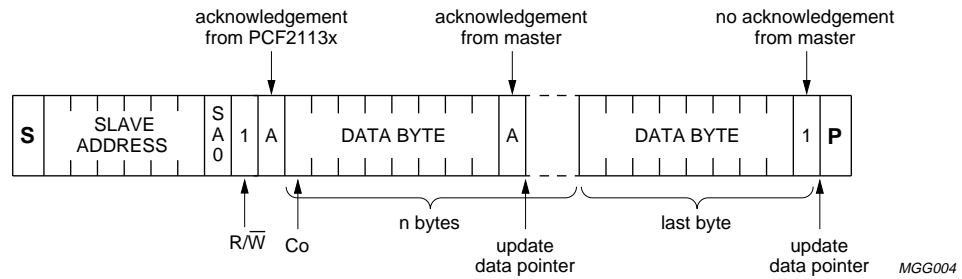 acknowledgement
from PCF2113x
acknowledgement
from master
no acknowledgement
from master
S
SLAVE
ADDRESS
S
A
0
1
A
DATA BYTE
A
DATA BYTE
1
P
n bytes
last byte
R/W̅
Co
update
data pointer
update
data pointer
MGG004